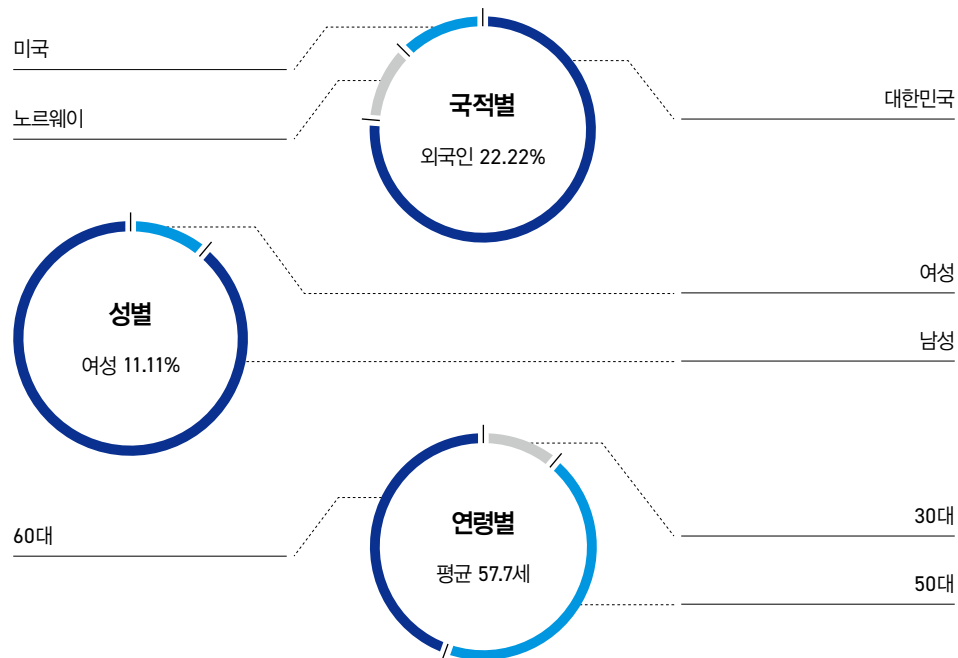 미국
노르웨이
국적별
외국인 22.22%
대한민국
성별
여성 11.11%
여성
남성
60대
연령별
평균 57.7세
30대
50대